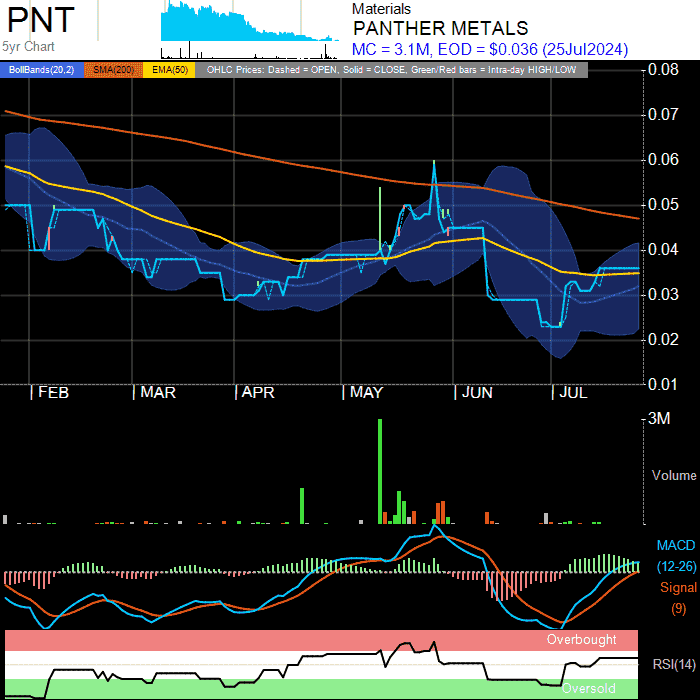 PNT
5yr Chart
Materials
PANTHER METALS
MC = 3.1M, EOD = $0.036 (25Jul2024)
BollBands(20,2) SMA(200) EMA(50) OHLC Prices: Dashed = OPEN, Solid = CLOSE, Green/Red bars = Intra-day HIGH/LOW
0.08
0.07
0.06
0.05
0.04
0.03
0.02
0.01
| FEB | MAR | APR | MAY | JUN | JUL
3M
Volume
MACD
(12-26)
Signal
(9)
Overbought
RSI(14)
Oversold